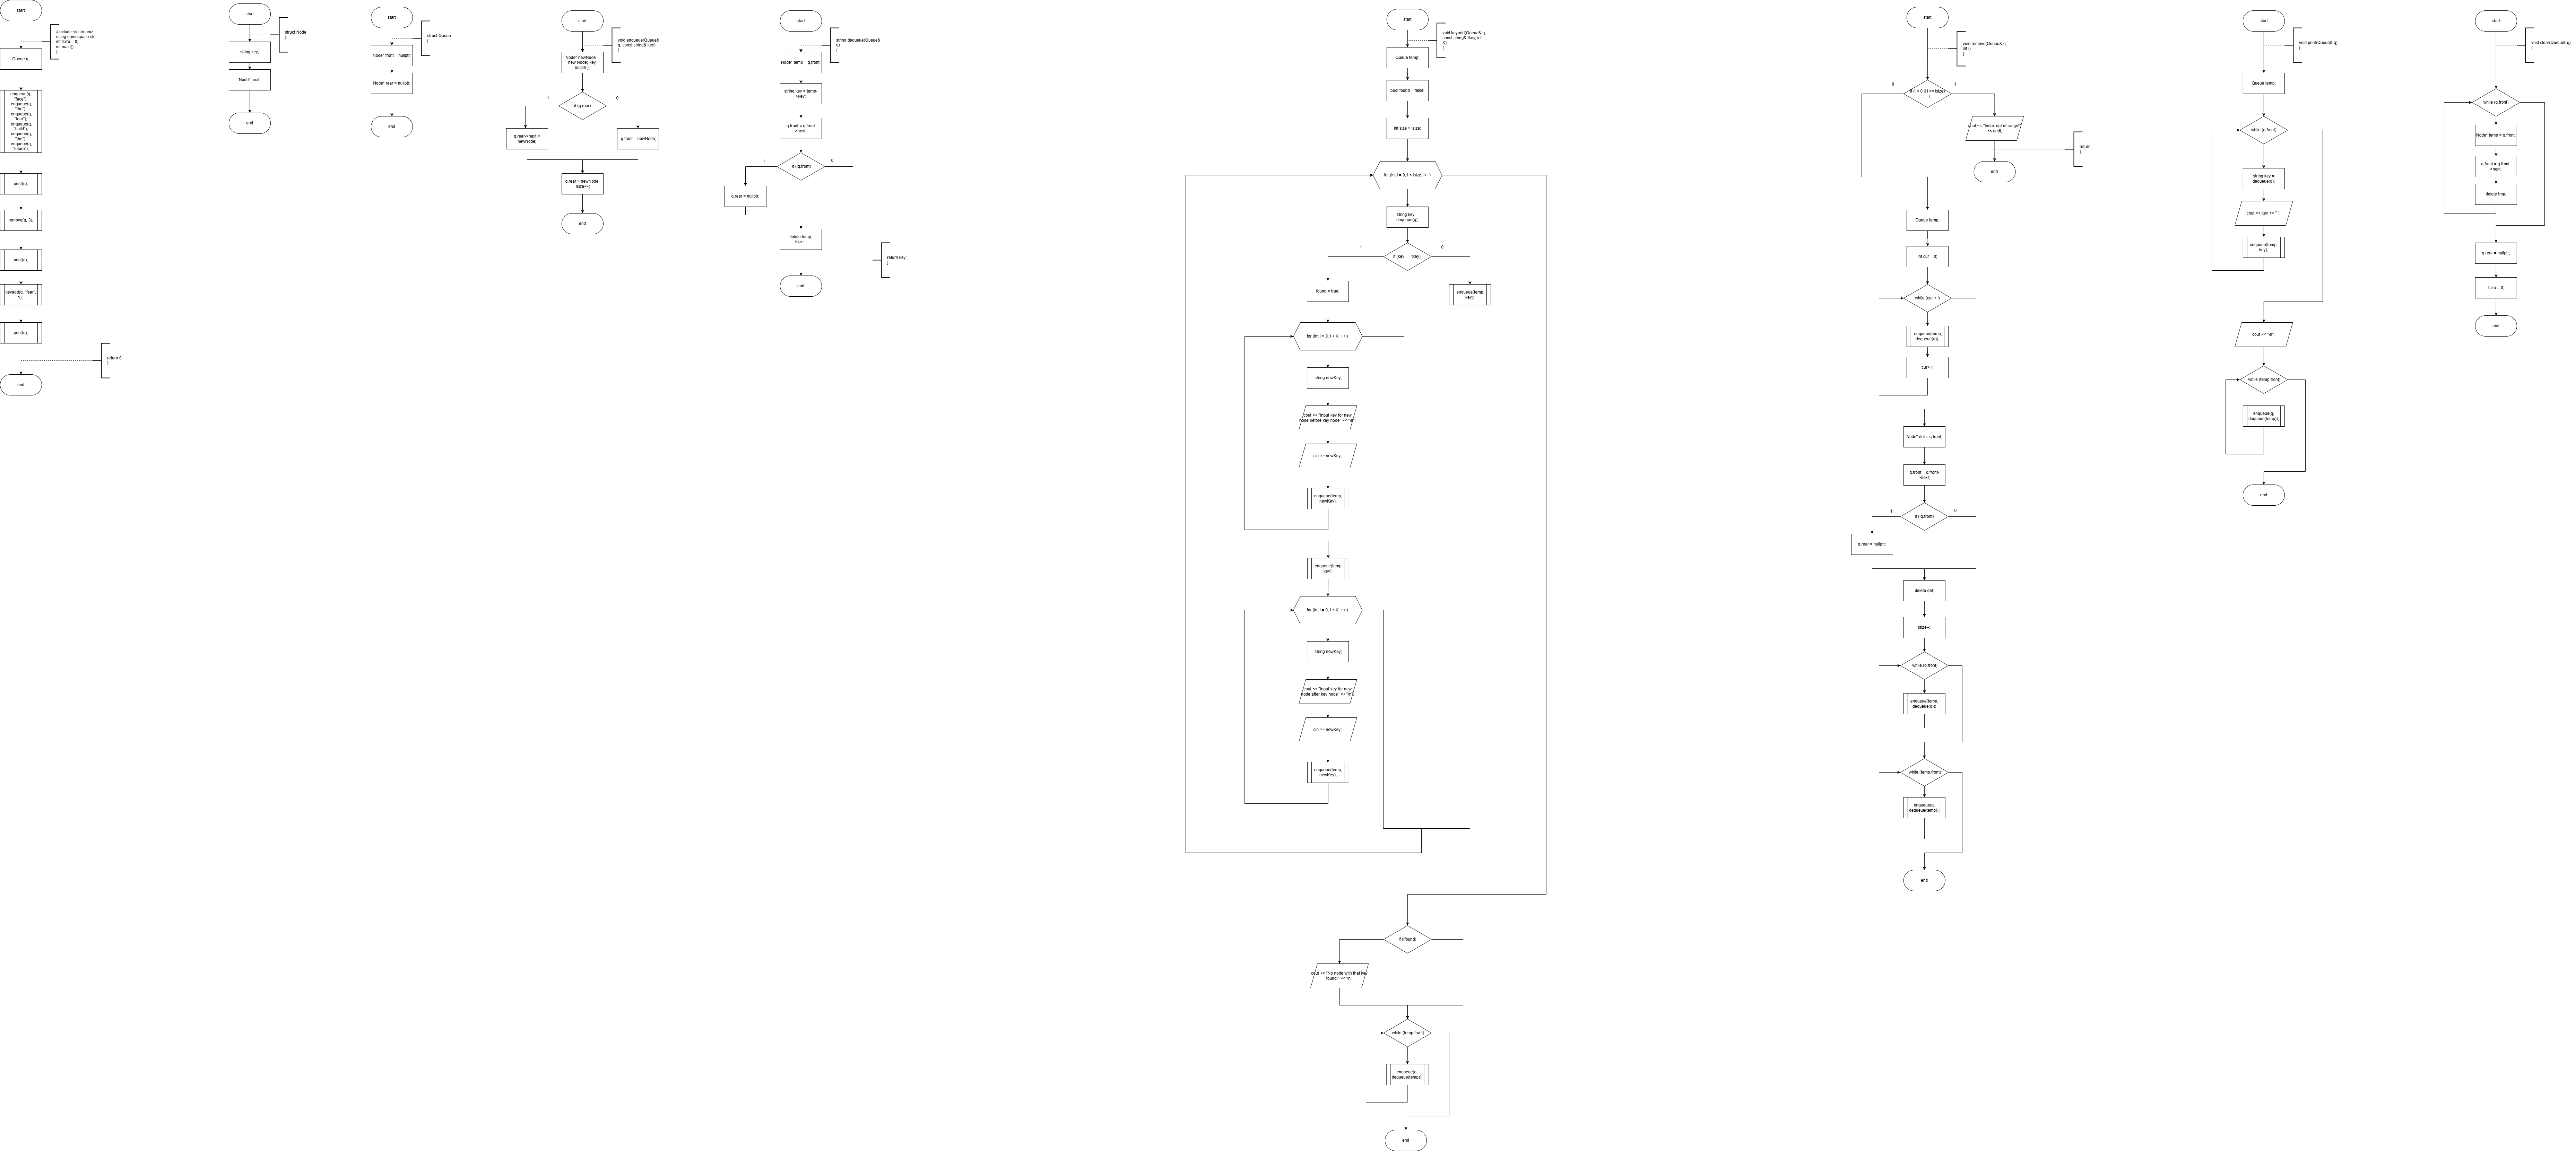 start
#include <iostream>
using namespace std;
int lsize = 0;
int main()
{
Queue q;
enqueue(q,
"face");
enqueue(q,
"the");
enqueue(q,
"fear");
enqueue(q,
"build");
enqueue(q,
"the");
enqueue(q,
"future");
print(q);
remove(q, 3);
print(q);
keyadd(q, "fear",
1);
print(q);
return 0;
}
end
start
struct Node
{
string key;
Node* next;
end
start
struct Queue
{
Node* front = nullptr;
Node* rear = nullptr;
end
start
void enqueue(Queue&
q, const string& key)
{
Node* newNode =
new Node{ key,
nullptr };
if (q.rear)
1
0
q.rear->next =
newNode;
q.front = newNode;
q.rear = newNode;
lsize++;
end
start
string dequeue(Queue&
q)
{
Node* temp = q.front;
string key = temp-
>key;
q.front = q.front-
>next;
if (!q.front)
1
0
q.rear = nullptr;
delete temp;
lsize--;
return key;
}
end
start
void keyadd(Queue& q,
const string& tkey, int
K)
{
Queue temp;
bool found = false;
int size = lsize;
for (int i = 0; i < lsize; i++)
string key =
dequeue(q);
if (key == tkey)
1
0
found = true;
enqueue(temp,
key);
for (int i = 0; i < K; ++i)
string newKey;
cout << "Input key for new
node before key node" << "\n";
cin >> newKey;
enqueue(temp,
newKey);
enqueue(temp,
key);
for (int i = 0; i < K; ++i)
string newKey;
cout << "Input key for new
node after key node" << "\n";
cin >> newKey;
enqueue(temp,
newKey);
if (!found)
cout << "No node with that key
found!" << "\n";
while (temp.front)
enqueue(q,
dequeue(temp));
end
start
void remove(Queue& q,
int i)
{
if (i < 0 || i >= lsize)
{
0
1
cout << "Index out of range!"
<< endl;
return;
}
end
Queue temp;
int cur = 0;
while (cur < i)
enqueue(temp,
dequeue(q));
cur++;
Node* del = q.front;
q.front = q.front-
>next;
if (!q.front)
1
0
q.rear = nullptr;
delete del;
lsize--;
while (q.front)
enqueue(temp,
dequeue(q));
while (temp.front)
enqueue(q,
dequeue(temp));
end
start
void print(Queue& q)
{
Queue temp;
while (q.front)
string key =
dequeue(q);
cout << key << " ";
enqueue(temp,
key);
cout << "\n";
while (temp.front)
enqueue(q,
dequeue(temp));
end
start
void clear(Queue& q)
{
while (q.front)
Node* temp = q.front;
q.front = q.front-
>next;
delete tmp;
q.rear = nullptr;
lsize = 0;
end